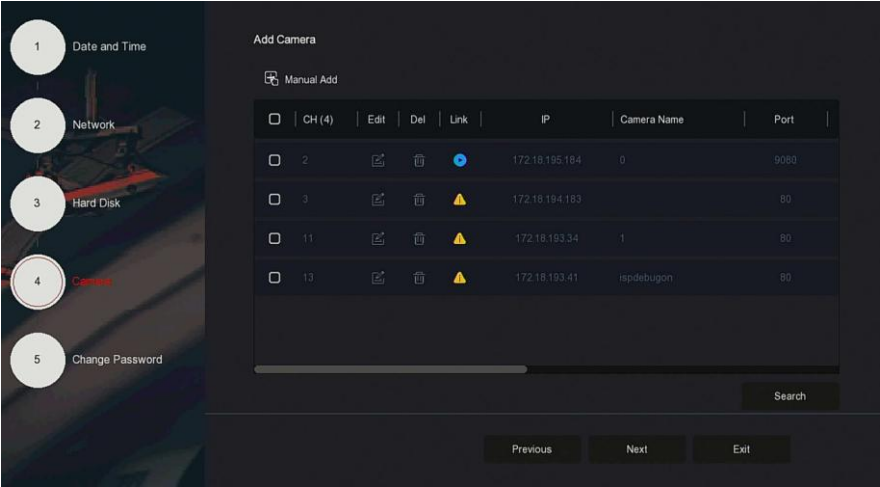 1 Date and Time
2 Network
3 Hard Disk
4 Camera
5 Change Password
Add Camera
Manual Add
CH (4) Edit Del Link IP Camera Name Port
2 172.18.195.184 0 9080
3 172.18.194.183 80
11 172.18.193.34 1 80
13 172.18.193.41 ispdebugon 80
Search
Previous Next Exit